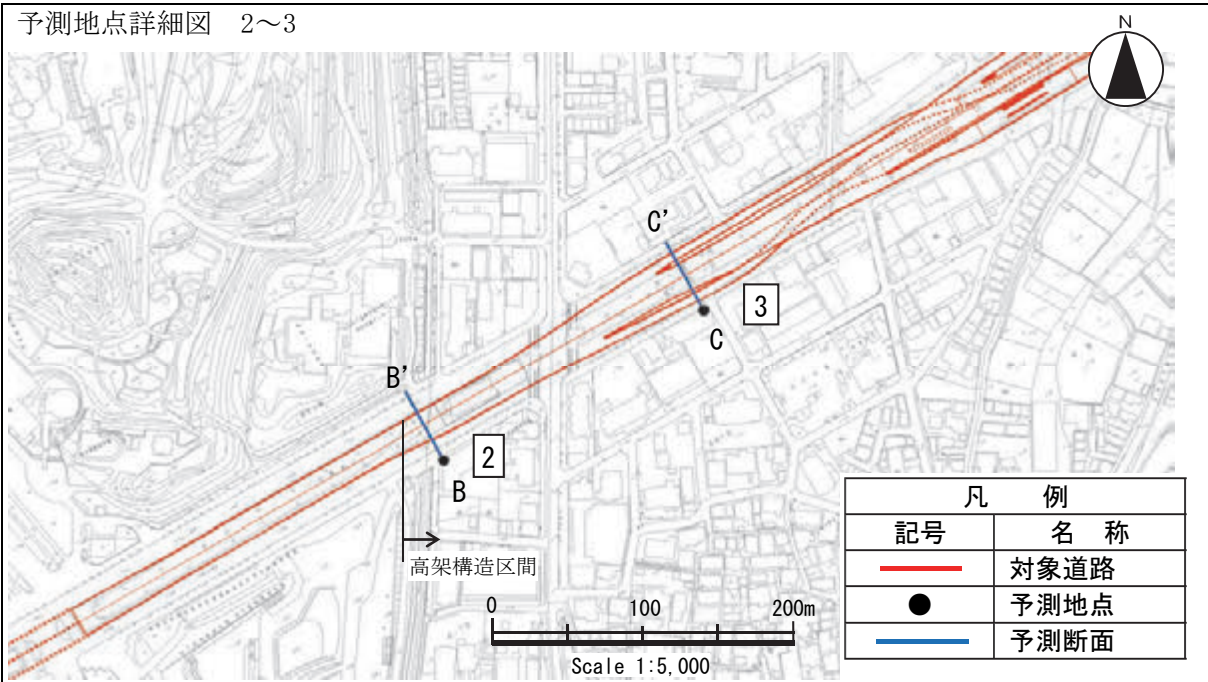 予測地点詳細図 2～3
N
C'
3
C
B'
2
B
高架構造区間
0 100 200m
Scale 1:5,000
凡 例
記号 名 称
対象道路
予測地点
予測断面